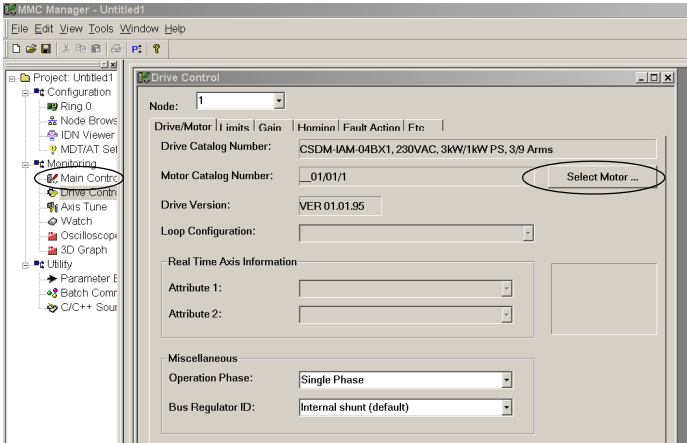 MMC Manager - Untitled1
File Edit View Tools Window Help
Project: Untitled1
Configuration
Ring 0
Node Brows
IDN Viewer
MDT/AT Set
Monitoring
Main Contro
Drive Contro
Axis Tune
Watch
Oscilloscope
3D Graph
Utility
Parameter E
Batch Comm
C/C++ Sour
Drive Control
Node: 1
Drive/Motor Limits Gain Homing Fault Action Etc
Drive Catalog Number: CSDM-IAM-04BX1, 230VAC, 3kW/1kW PS, 3/9 Arms
Motor Catalog Number: __01/01/1 Select Motor ...
Drive Version: VER 01.01.95
Loop Configuration:
Real Time Axis Information
Attribute 1:
Attribute 2:
Miscellaneous
Operation Phase: Single Phase
Bus Regulator ID: Internal shunt (default)